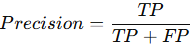 Precision = TP / (TP + FP)